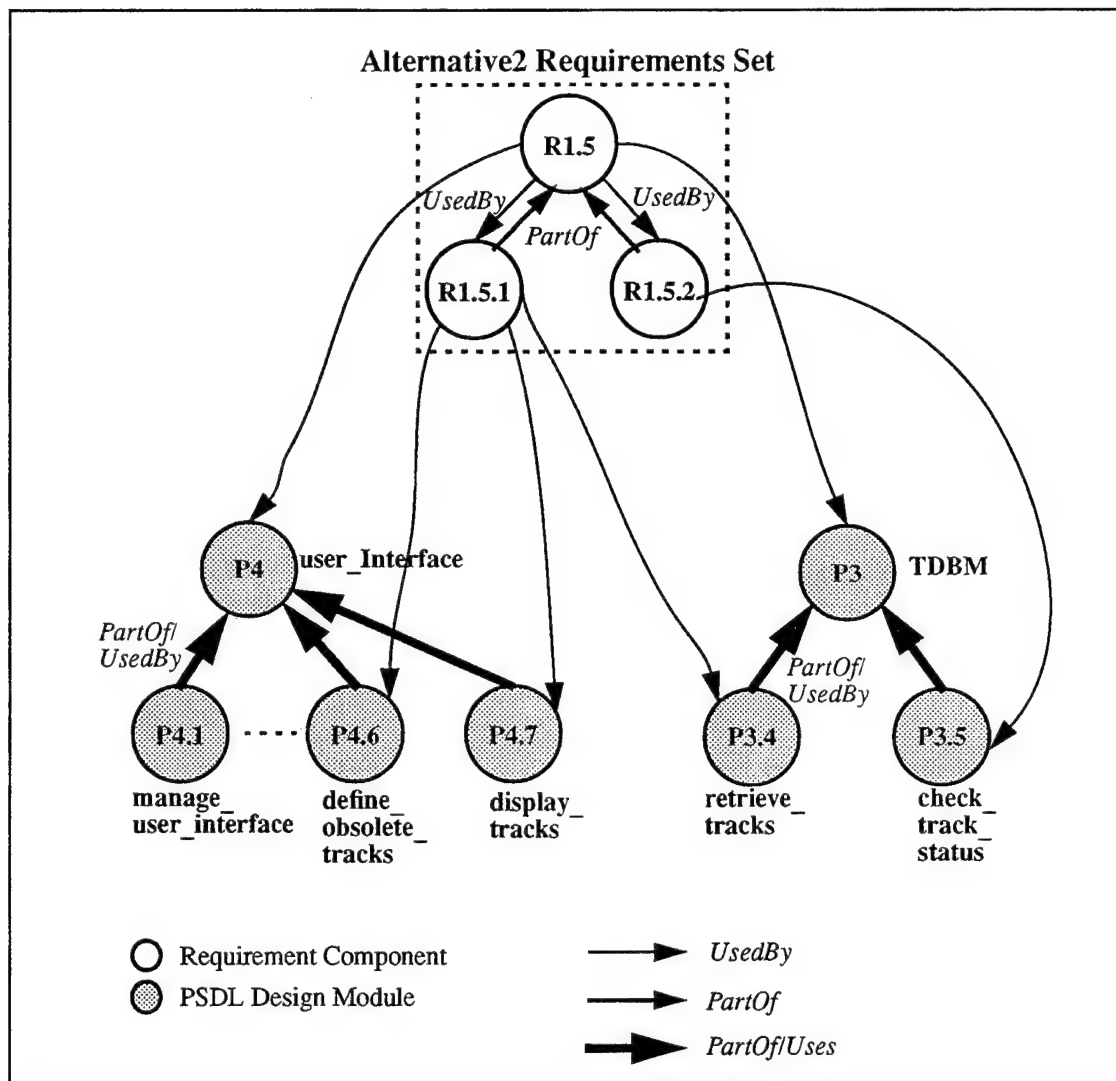 Alternative2 Requirements Set
R1.5
UsedBy
UsedBy
PartOf
R1.5.1
R1.5.2
P4
user_Interface
P3
TDBM
PartOf/
UsedBy
PartOf/
UsedBy
P4.1
P4.6
P4.7
P3.4
P3.5
manage_
user_interface
define_
obsolete_
tracks
display_
tracks
retrieve_
tracks
check_
track_
status
Requirement Component
PSDL Design Module
UsedBy
PartOf
PartOf/Uses